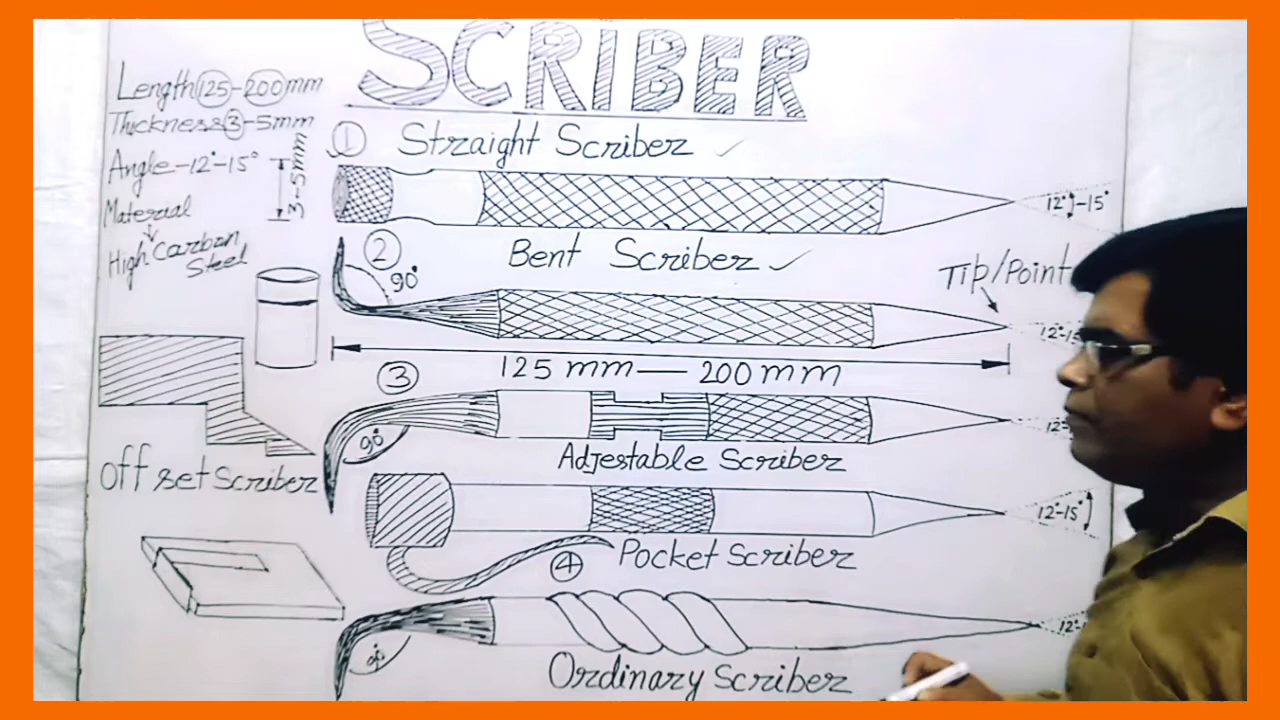 SCRIBER
Length 125-200mm
Thickness 3-5mm
Angle-12°-15°
Material
High Carbon
Steel
3-5mm
1 Straight Scriber
12°-15°
2 Bent Scriber
90°
Tip/Point
125 mm — 200 mm
3
90°
Adjestable Scriber
Off set Scriber
12°-15°
4 Pocket Scriber
Ordinary Scriber